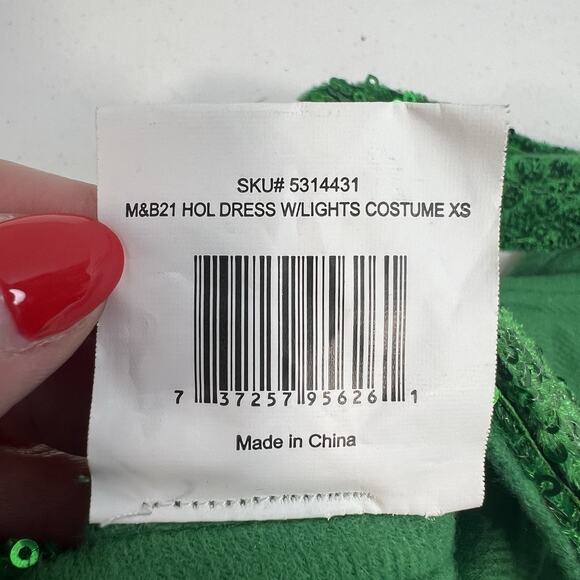 SKU# 5314431
M&B21 HOL DRESS W/LIGHTS COSTUME XS
7 37257 95626 1
Made in China